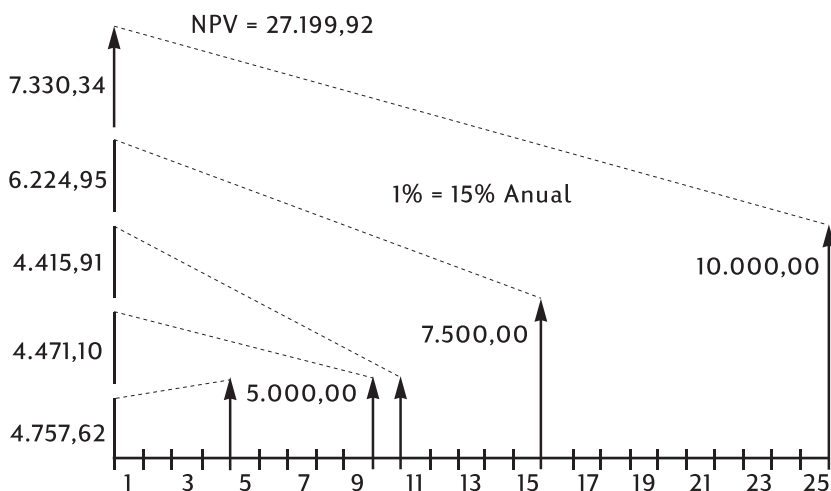 NPV = 27.199,92
7.330,34
6.224,95
1% = 15% Anual
4.415,91
10.000,00
7.500,00
4.471,10
5.000,00
4.757,62
1 3 5 7 9 11 13 15 17 19 21 23 25